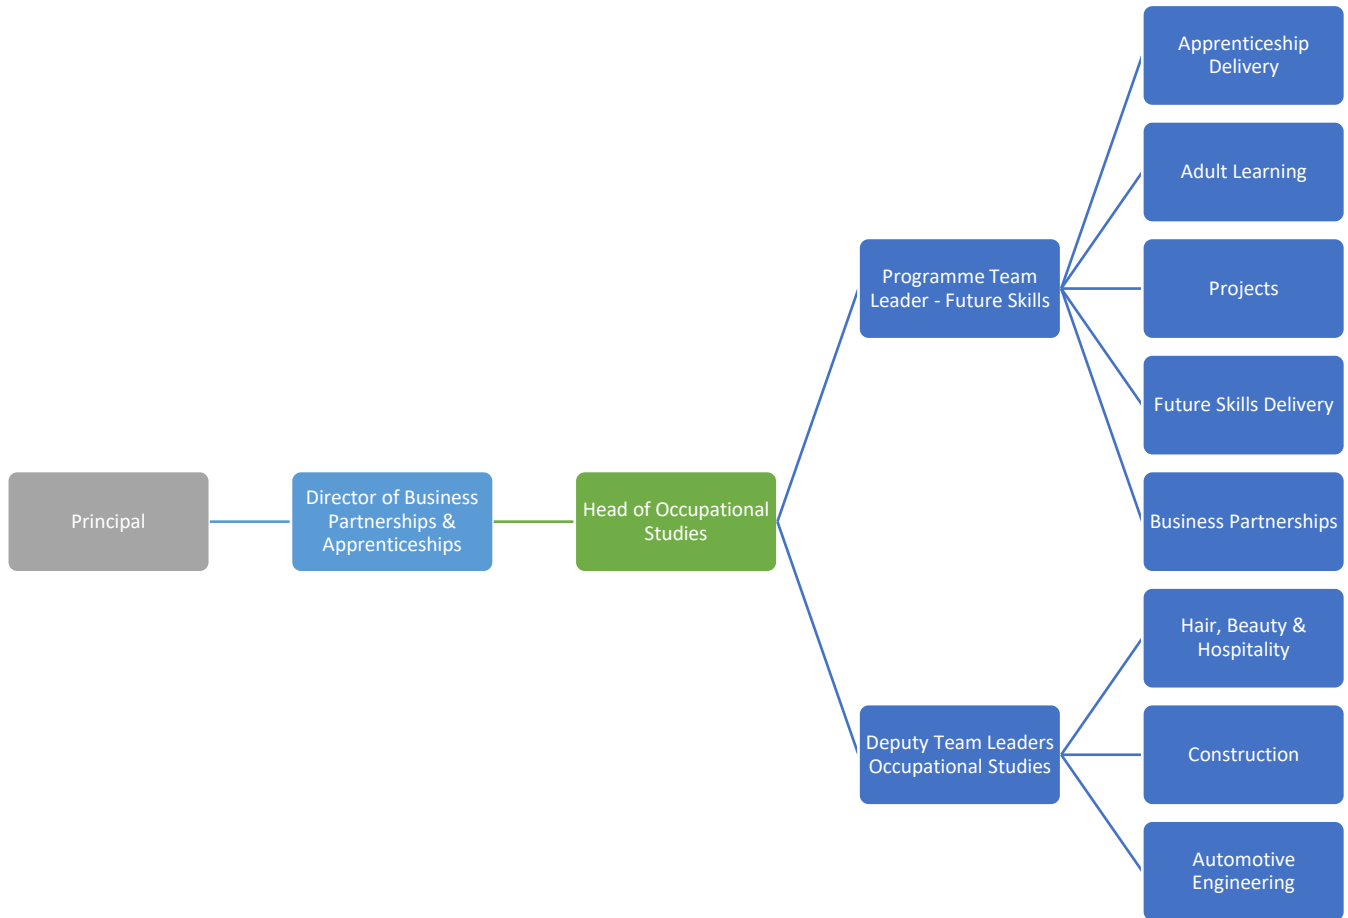 Principal
Director of Business
Partnerships &
Apprenticeships
Head of Occupational
Studies
Programme Team
Leader - Future Skills
Deputy Team Leaders
Occupational Studies
Apprenticeship
Delivery
Adult Learning
Projects
Future Skills Delivery
Business Partnerships
Hair, Beauty &
Hospitality
Construction
Automotive
Engineering